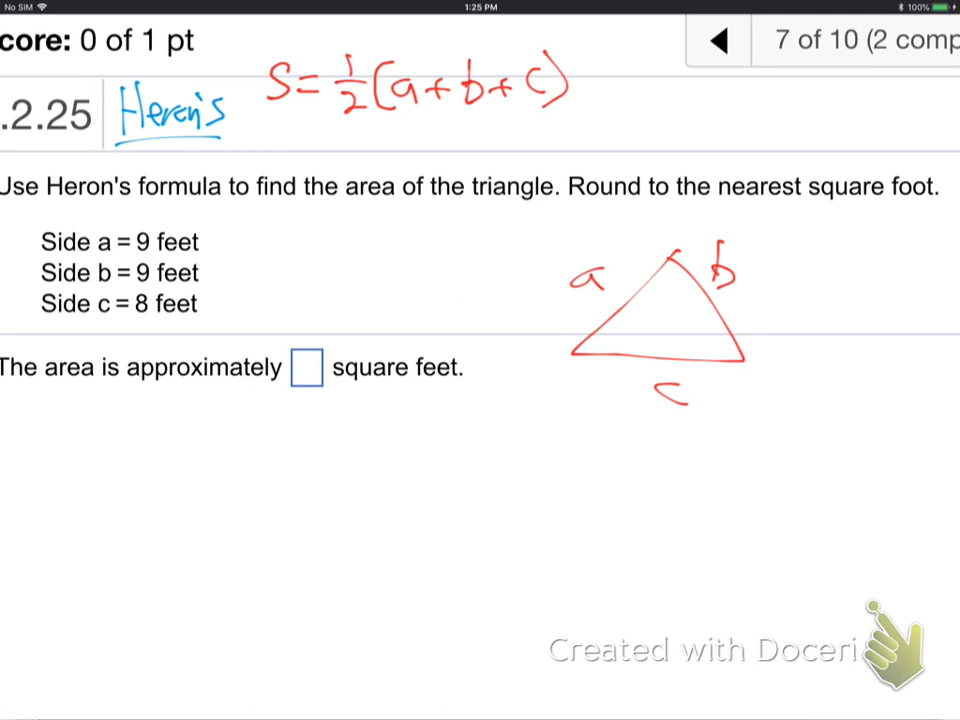 No SIM 1:25 PM 100%
core: 0 of 1 pt
7 of 10 (2 comp
S = 1/2 (a + b + c)
.2.25 Heron's
Use Heron's formula to find the area of the triangle. Round to the nearest square foot.
Side a = 9 feet
Side b = 9 feet
Side c = 8 feet
a b
c
The area is approximately square feet.
Created with Doceri